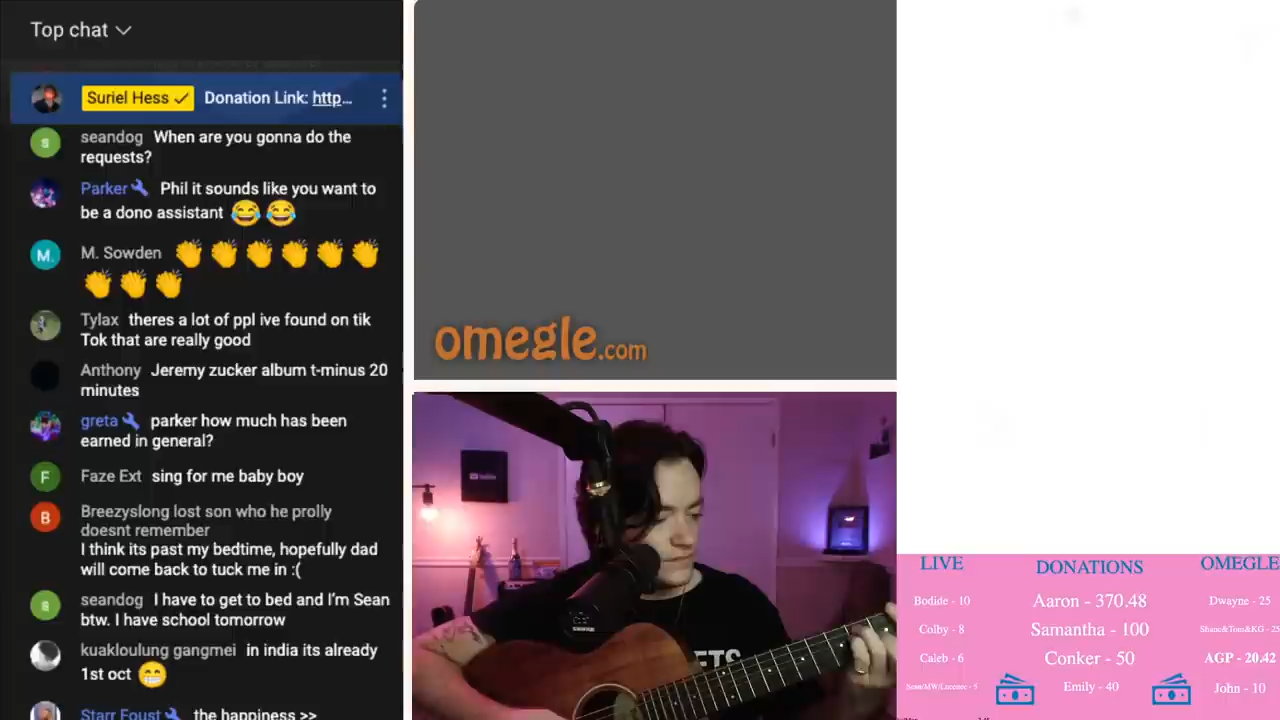 Top chat
Suriel Hess Donation Link: http...
seandog When are you gonna do the
requests?
Parker Phil it sounds like you want to
be a dono assistant
M. Sowden
Tylax theres a lot of ppl ive found on tik
Tok that are really good
Anthony Jeremy zucker album t-minus 20
minutes
greta parker how much has been
earned in general?
Faze Ext sing for me baby boy
Breezyslong lost son who he prolly
doesnt remember
I think its past my bedtime, hopefully dad
will come back to tuck me in :(
seandog I have to get to bed and I'm Sean
btw. I have school tomorrow
kuakloulung gangmei in india its already
1st oct
Starr Foust the happiness >>
omegle.com
LIVE
Bodide - 10
Colby - 8
Caleb - 6
DONATIONS
Aaron - 370.48
Samantha - 100
Conker - 50
Emily - 40
OMEGLE
Dwayne - 25
Shane&Tom&KG - 25
AGP - 20.42
John - 10